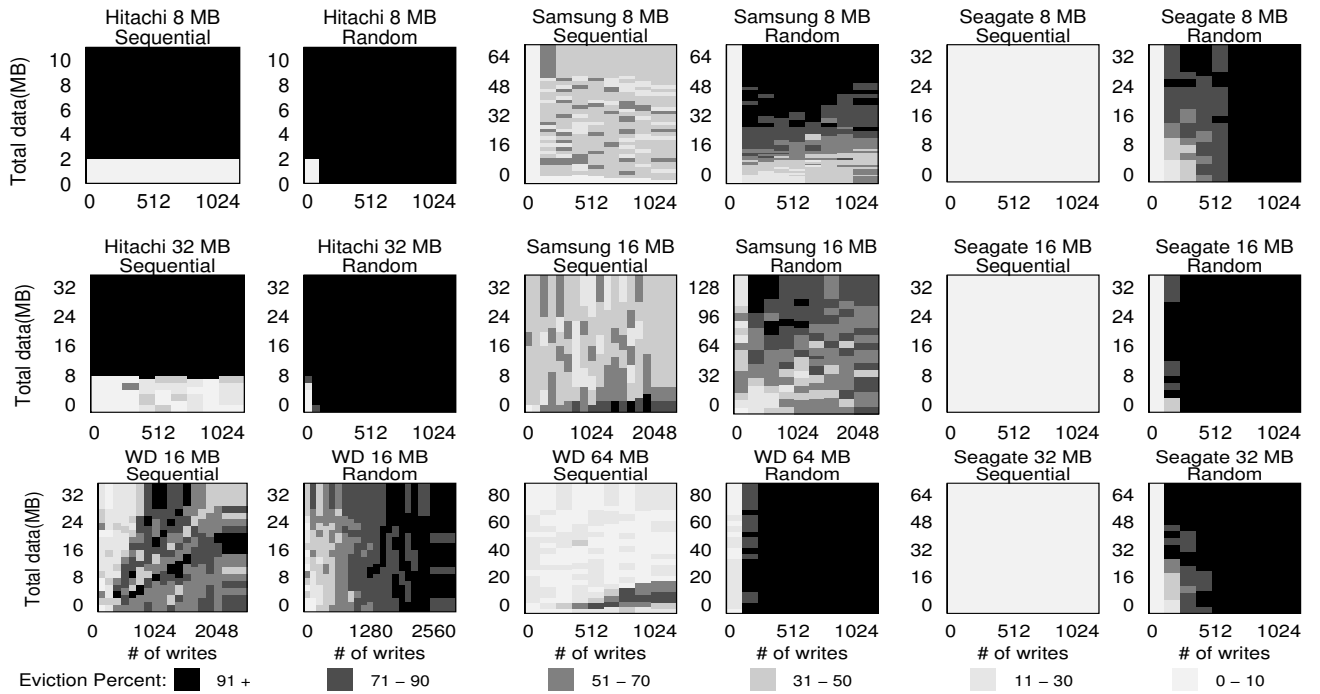 Hitachi 8 MB
Sequential
Hitachi 8 MB
Random
Samsung 8 MB
Sequential
Samsung 8 MB
Random
Seagate 8 MB
Sequential
Seagate 8 MB
Random
Total data(MB)
10
8
6
4
2
0
0 512 1024
10
8
6
4
2
0
0 512 1024
64
48
32
16
0
0 512 1024
64
48
32
16
0
0 512 1024
32
24
16
8
0
0 512 1024
32
24
16
8
0
0 512 1024
Hitachi 32 MB
Sequential
Hitachi 32 MB
Random
Samsung 16 MB
Sequential
Samsung 16 MB
Random
Seagate 16 MB
Sequential
Seagate 16 MB
Random
Total data(MB)
32
24
16
8
0
0 512 1024
32
24
16
8
0
0 512 1024
32
24
16
8
0
0 1024 2048
128
96
64
32
0
0 1024 2048
32
24
16
8
0
0 512 1024
32
24
16
8
0
0 512 1024
WD 16 MB
Sequential
WD 16 MB
Random
WD 64 MB
Sequential
WD 64 MB
Random
Seagate 32 MB
Sequential
Seagate 32 MB
Random
Total data(MB)
32
24
16
8
0
0 1024 2048
# of writes
32
24
16
8
0
0 1280 2560
# of writes
80
60
40
20
0
0 512 1024
# of writes
80
60
40
20
0
0 512 1024
# of writes
64
48
32
16
0
0 512 1024
# of writes
64
48
32
16
0
0 512 1024
# of writes
Eviction Percent: 91 + 71 – 90 51 – 70 31 – 50 11 – 30 0 – 10